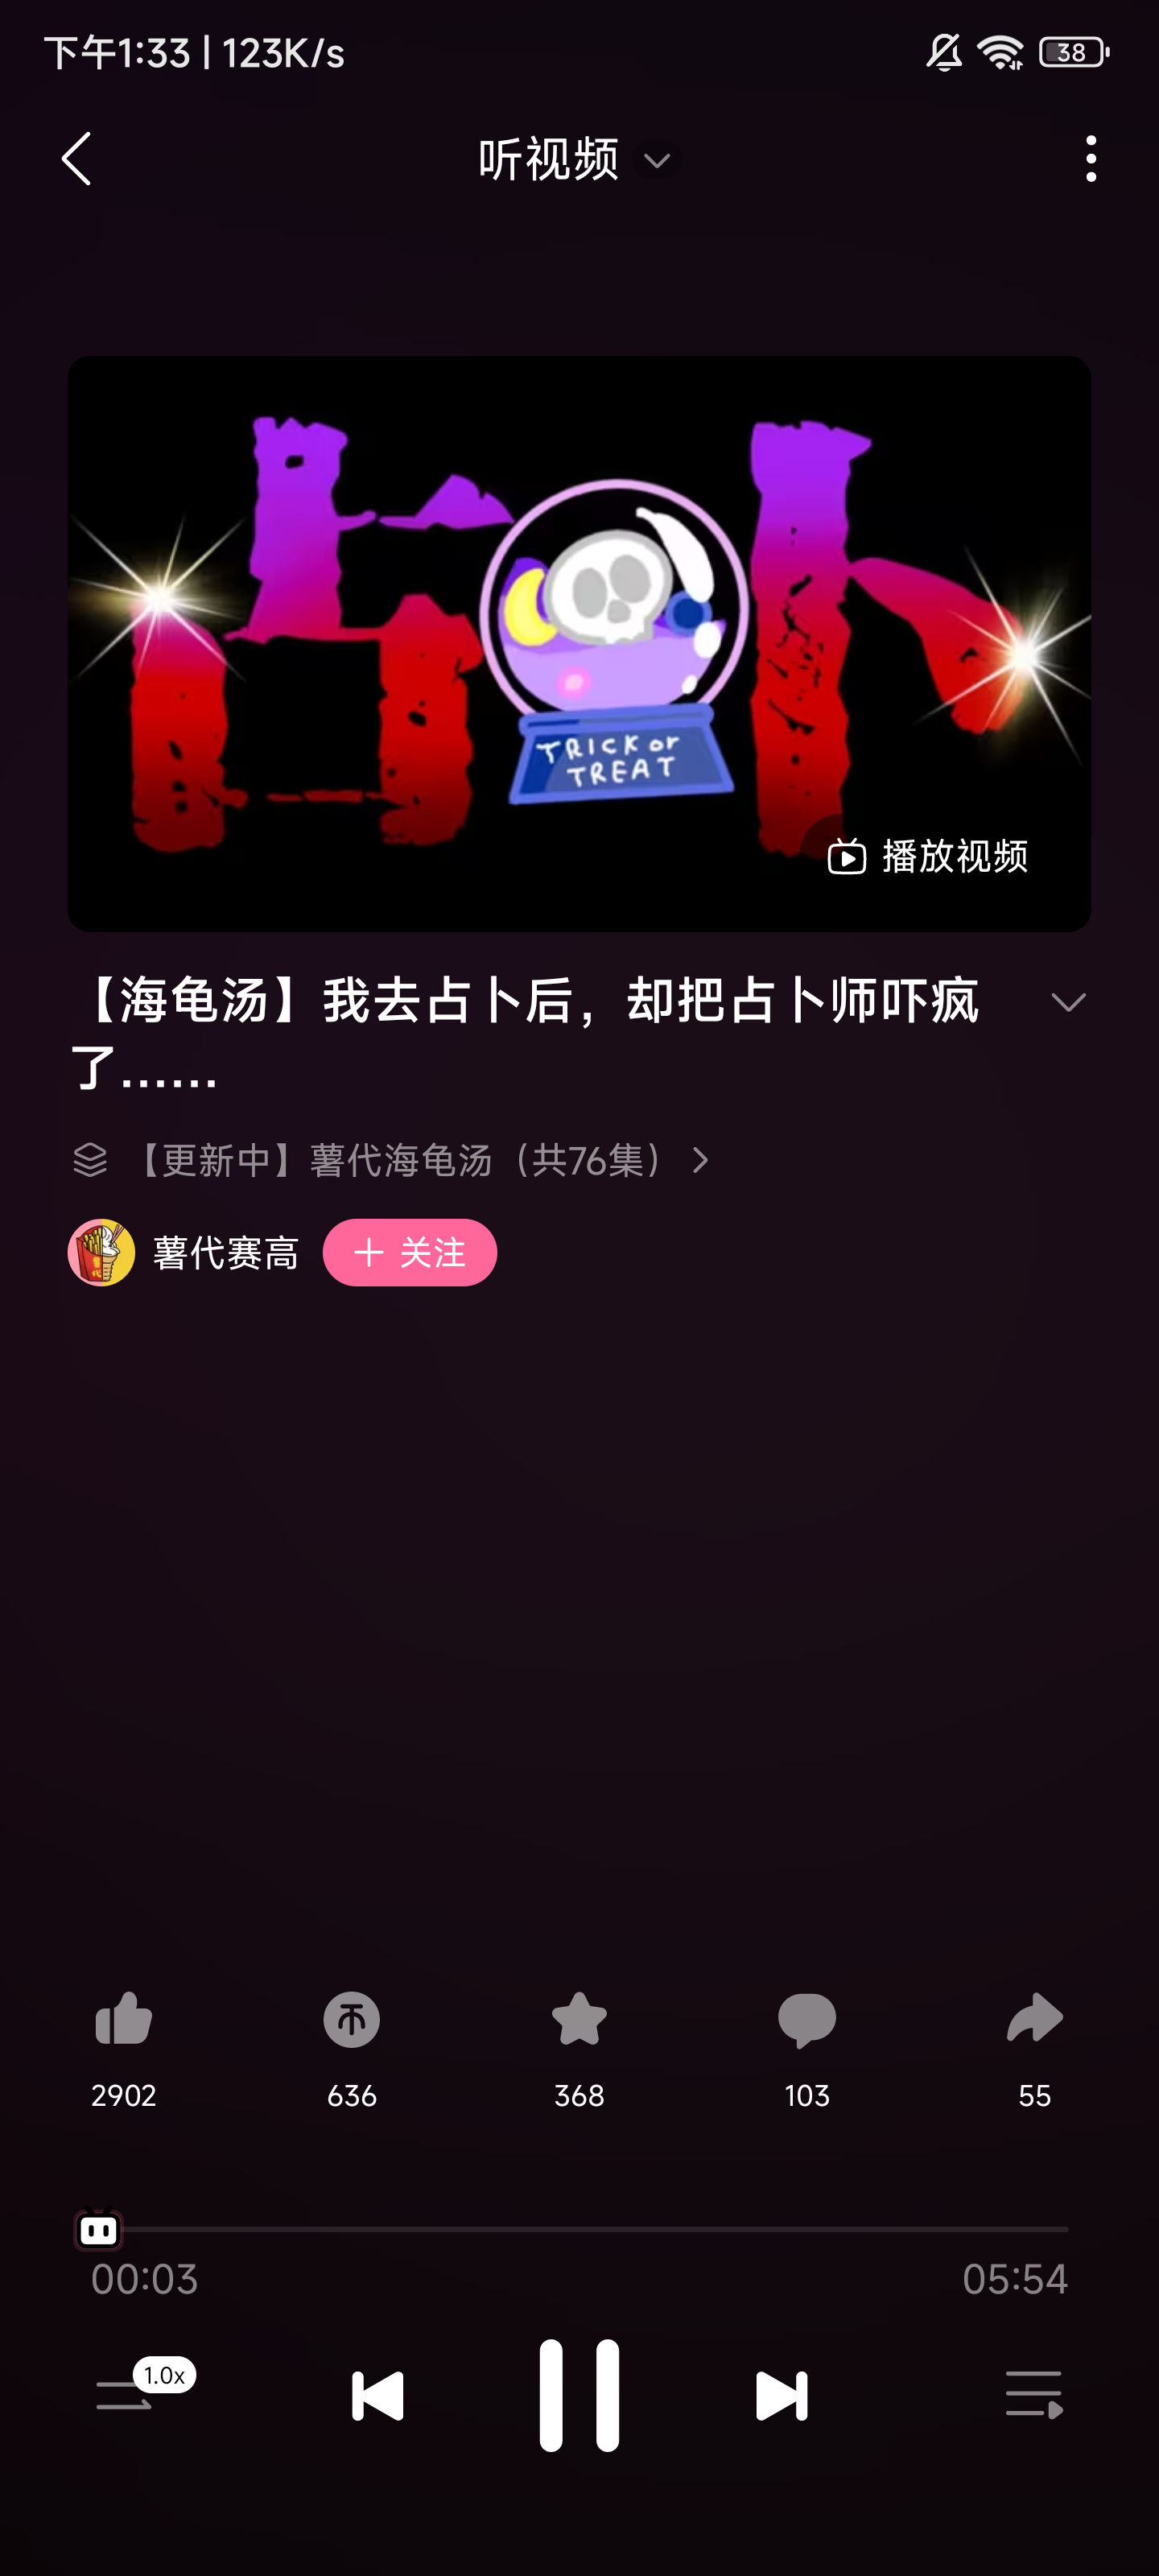 下午1:33 | 123K/s
38
听视频
占卜
TRICK or
TREAT
播放视频
【海龟汤】我去占卜后，却把占卜师吓疯
了......
【更新中】薯代海龟汤（共76集）
薯代赛高
关注
2902
636
368
103
55
00:03
05:54
1.0x